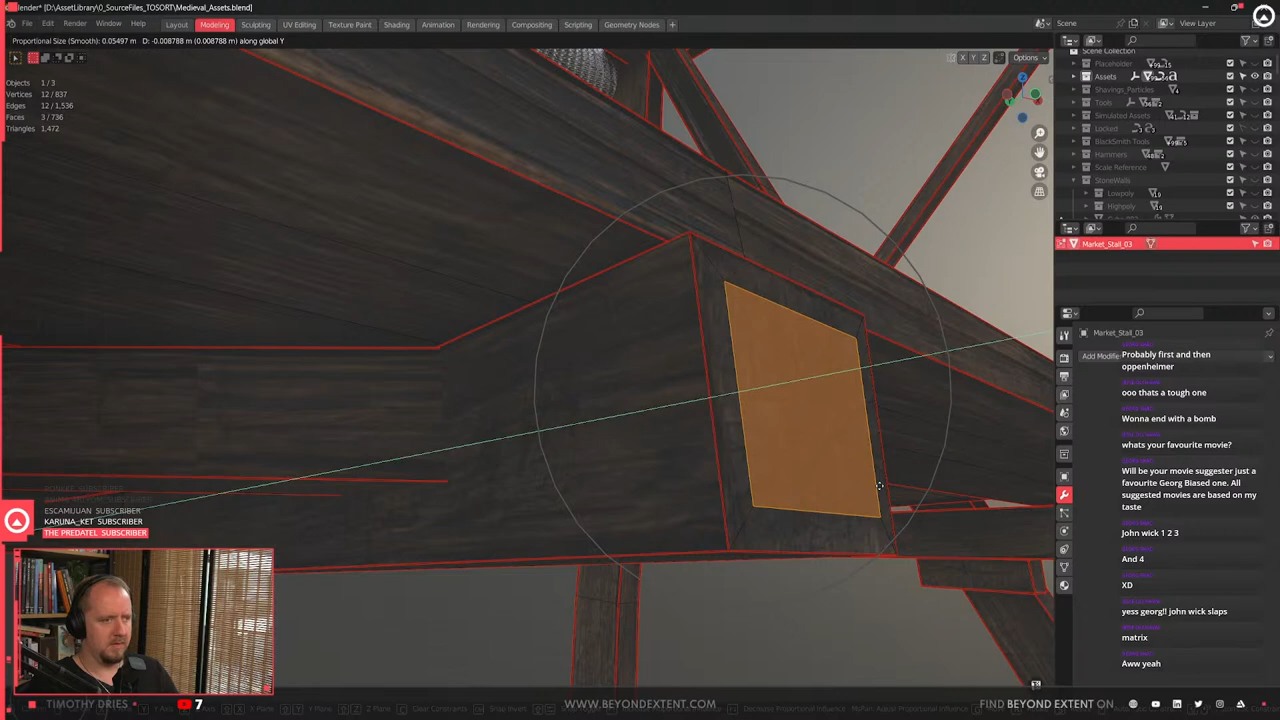 Blender* [D:\AssetLibrary\0_SourceFiles_TOSORT\Medieval_Assets.blend]
File Edit Render Window Help Layout Modeling Sculpting UV Editing Texture Paint Shading Animation Rendering Compositing Scripting Geometry Nodes + Scene View Layer
Proportional Size (Smooth): 0.05497 m D: -0.008788 m (0.008788 m) along global Y
X Y Z Options
Objects 1/3
Vertices 12/837
Edges 12/1,536
Faces 3/736
Triangles 1,472
Scene Collection
Placeholder
Assets
Shavings_Particles
Tools
Simulated Assets
Locked
BlackSmith Tools
Hammers
Scale Reference
StoneWalls
Lowpoly
Highpoly
Market_Stall_03
Market_Stall_03
Add Modifie
Probably first and then
oppenheimer
ooo thats a tough one
Wonna end with a bomb
whats your favourite movie?
Will be your movie suggester just a
favourite Georg Biased one. All
suggested movies are based on my
taste
John wick 1 2 3
And 4
XD
yess georg!! john wick slaps
matrix
Aww yeah
ESCAMIJUAN SUBSCRIBER
KARUNA_KET SUBSCRIBER
THE PREDATEL SUBSCRIBER
TIMOTHY DRIES 7 WWW.BEYONDEXTENT.COM FIND BEYOND EXTENT ON